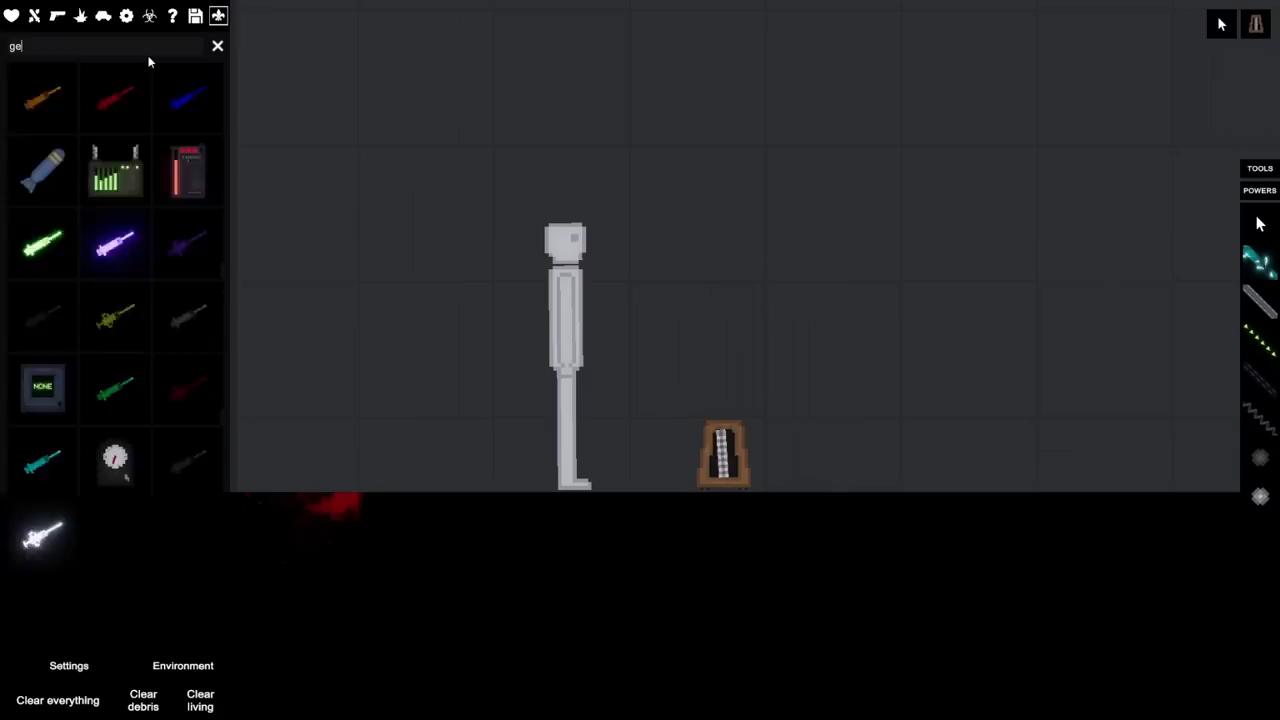 ge
TOOLS
POWERS
NONE
Settings
Environment
Clear everything
Clear debris
Clear living